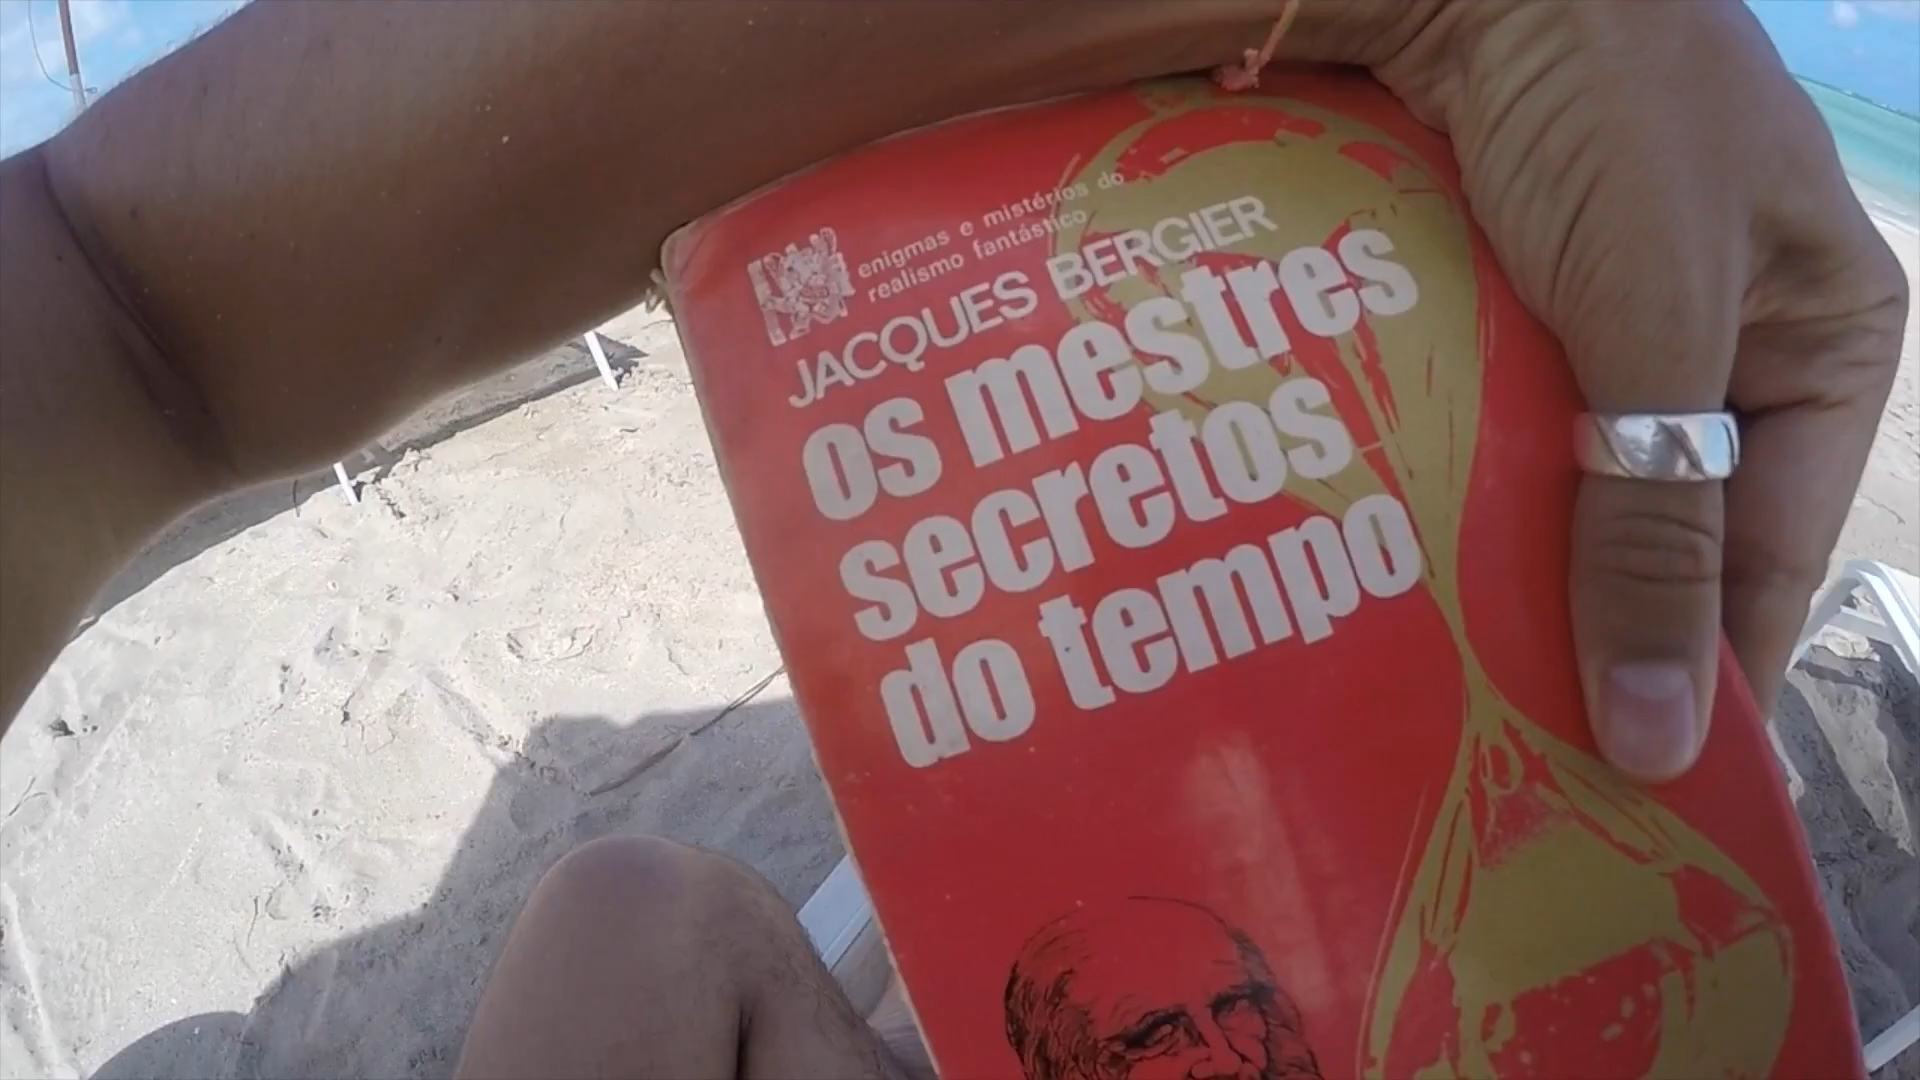 enigmas e mistérios do
realismo fantástico
JACQUES BERGIER
os mestres
secretos
do tempo